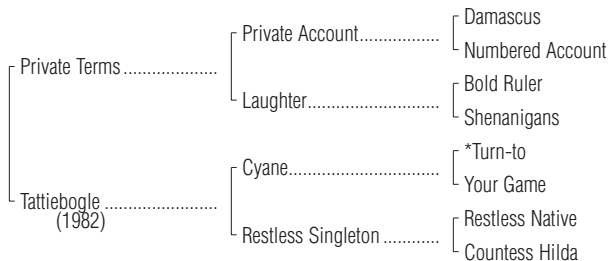 Damascus
Private Account..................
Numbered Account
Private Terms ...................
Bold Ruler
Laughter.............................
Shenanigans
*Turn-to
Cyane.................................
Your Game
Tattiebogle .......................
(1982)
Restless Native
Restless Singleton ............
Countess Hilda